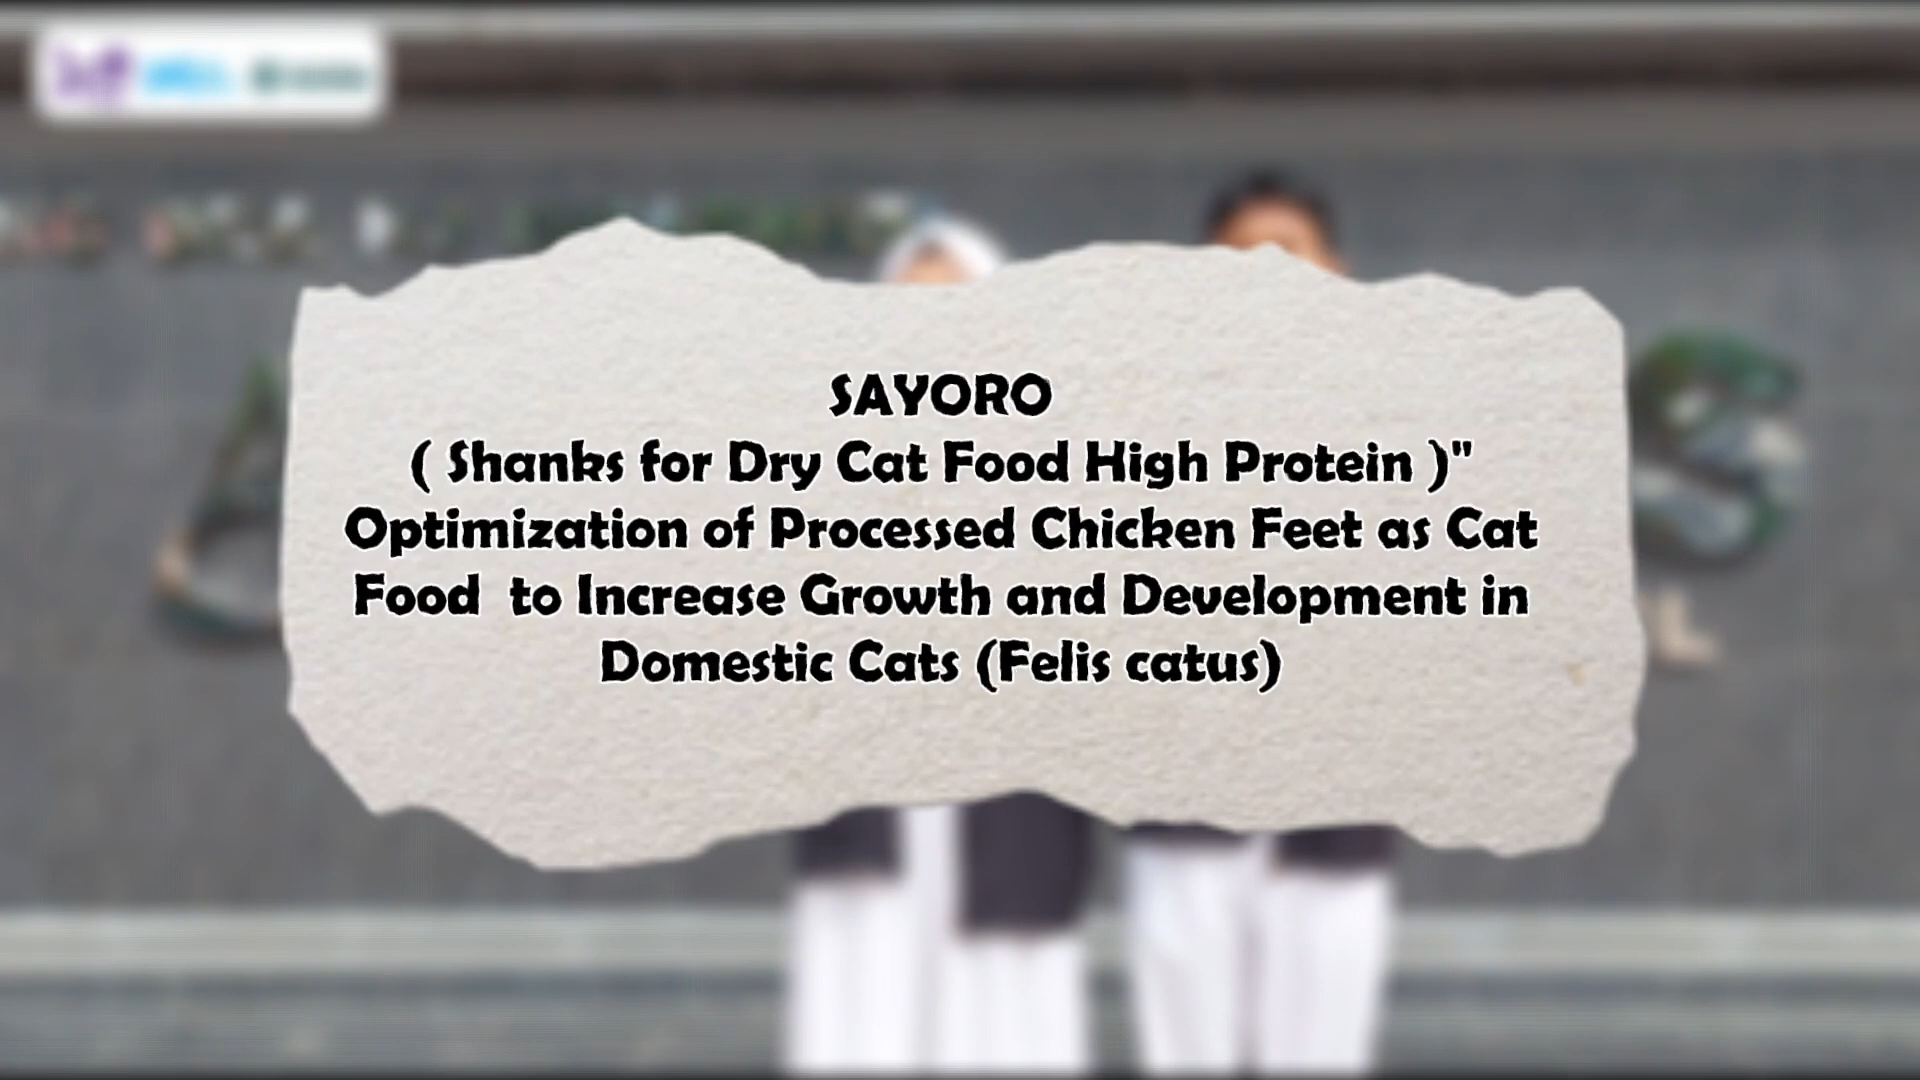 SAYORO
( Shanks for Dry Cat Food High Protein )"
Optimization of Processed Chicken Feet as Cat
Food  to Increase Growth and Development in
Domestic Cats (Felis catus)